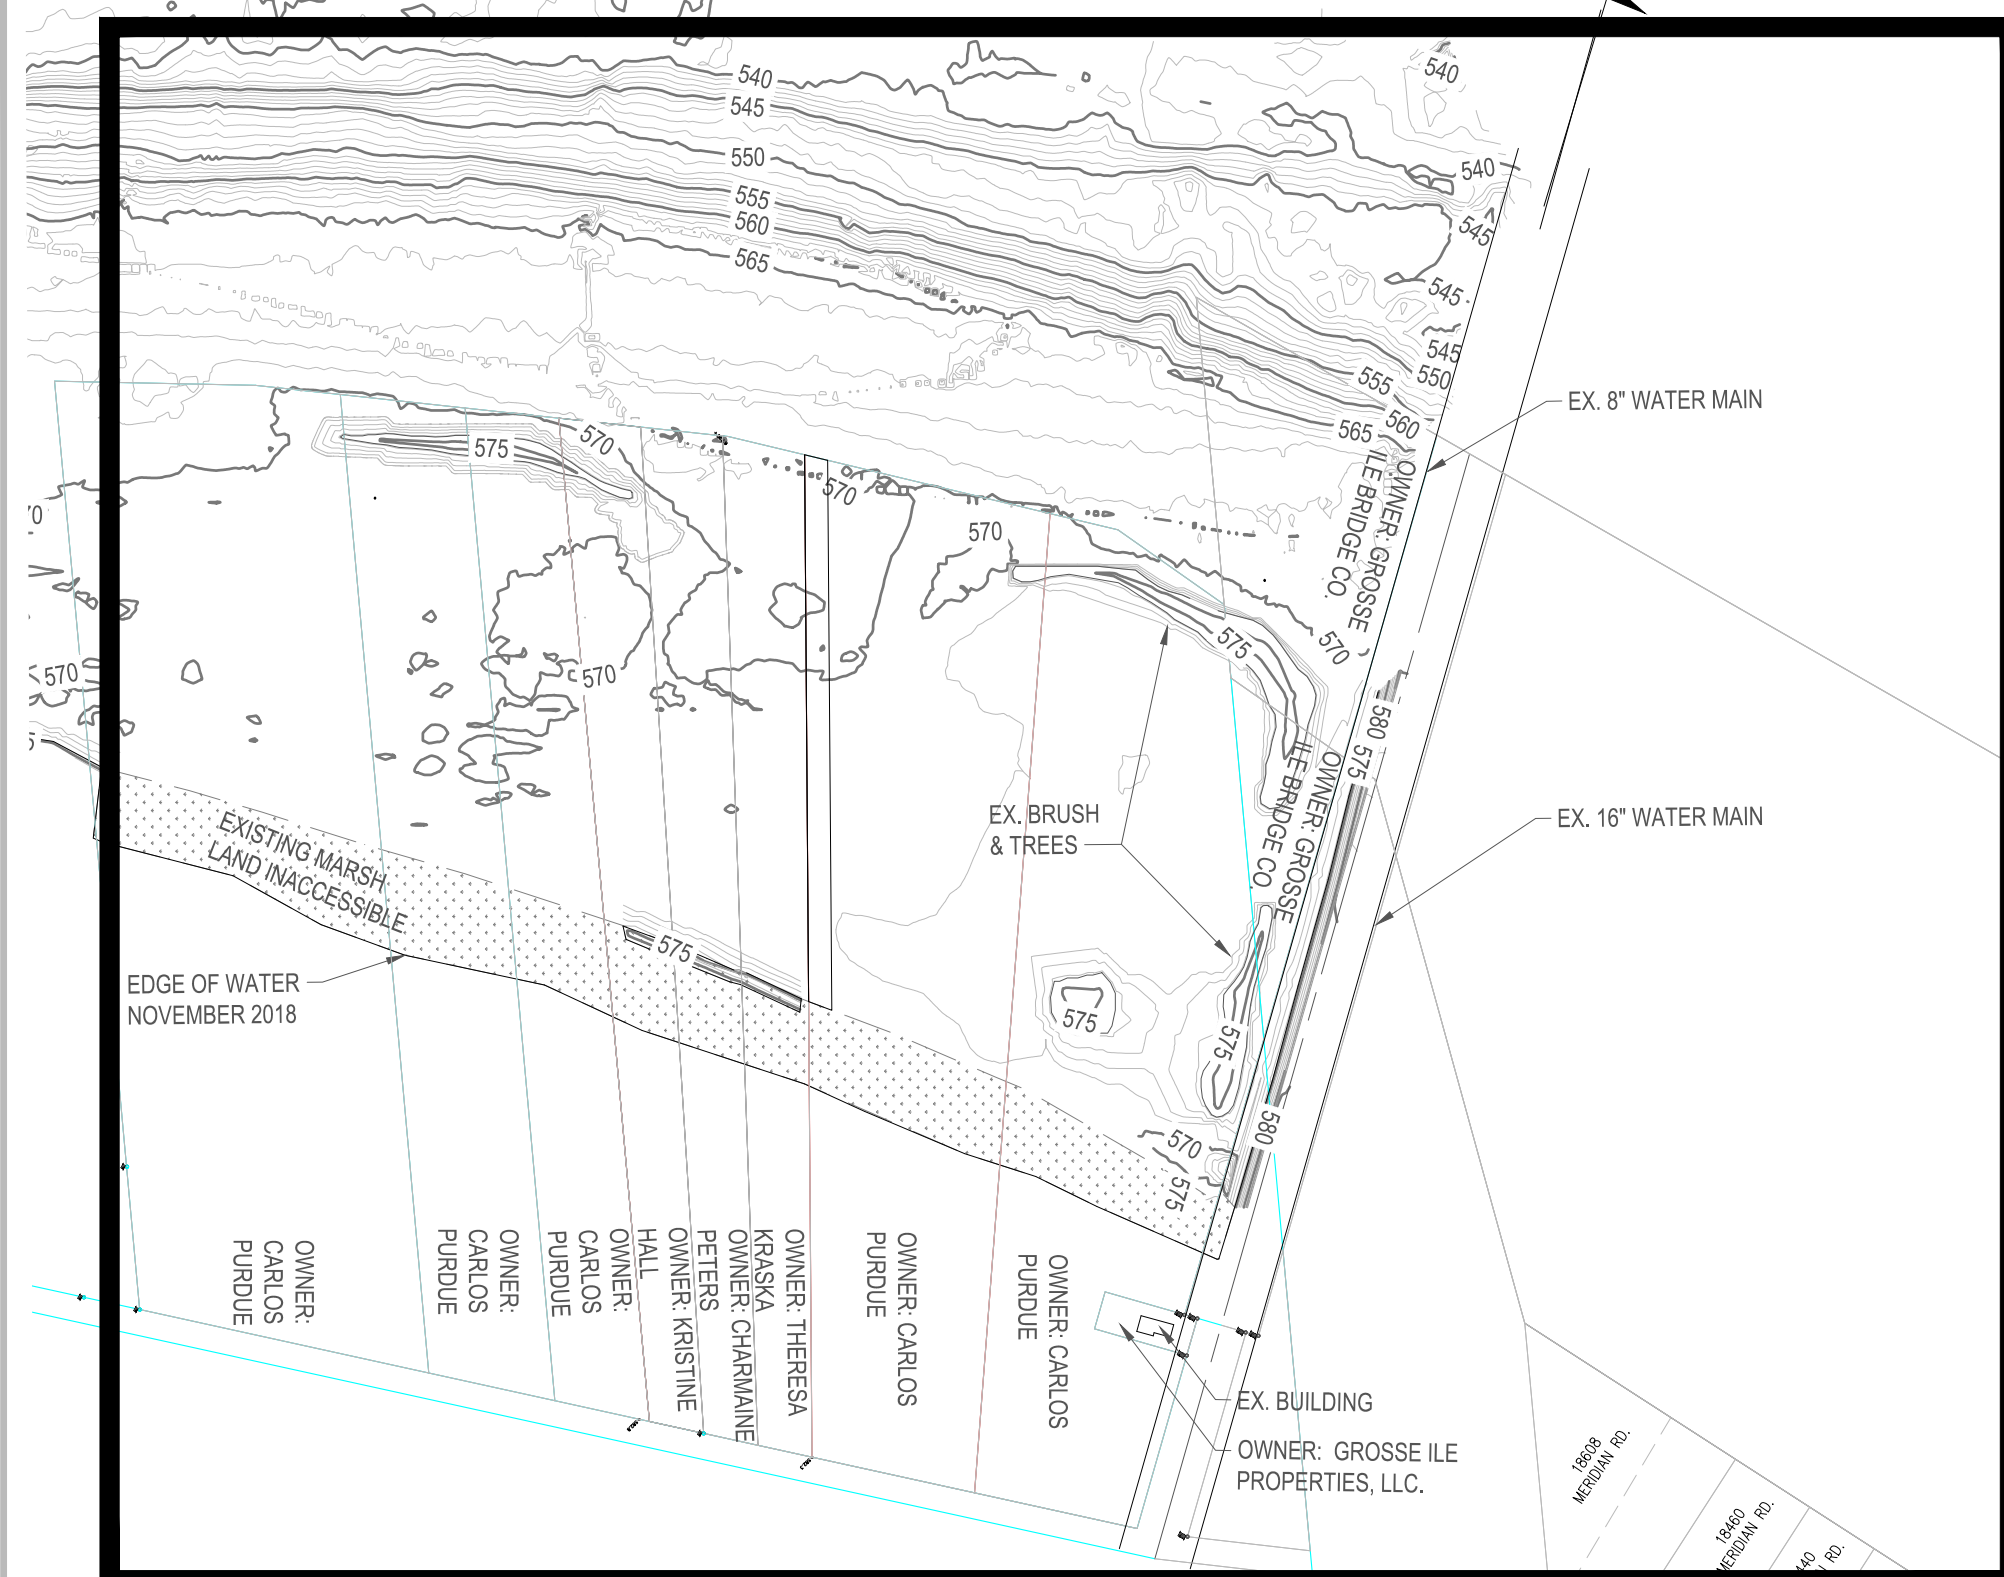 540
540
545
550
540
555
560
545
565
545
545
550
555
560
565
EX. 8" WATER MAIN
570
575
570
OWNER: GROSSE
ILE BRIDGE CO.
570
570
575
570
570
580
575
OWNER: GROSSE
ILE BRIDGE CO.
EX. BRUSH
& TREES
EX. 16" WATER MAIN
EXISTING MARSH
LAND INACCESSIBLE
575
EDGE OF WATER
NOVEMBER 2018
575
575
580
570
575
OWNER:
CARLOS
PURDUE
OWNER:
CARLOS
PURDUE
OWNER:
CARLOS
PURDUE
OWNER: KRISTINE
HALL
OWNER: CHARMAINE
PETERS
OWNER: THERESA
KRASKA
OWNER: CARLOS
PURDUE
OWNER: CARLOS
PURDUE
EX. BUILDING
OWNER:  GROSSE ILE
PROPERTIES, LLC.
18608
MERIDIAN RD.
18460
MERIDIAN RD.
RD.